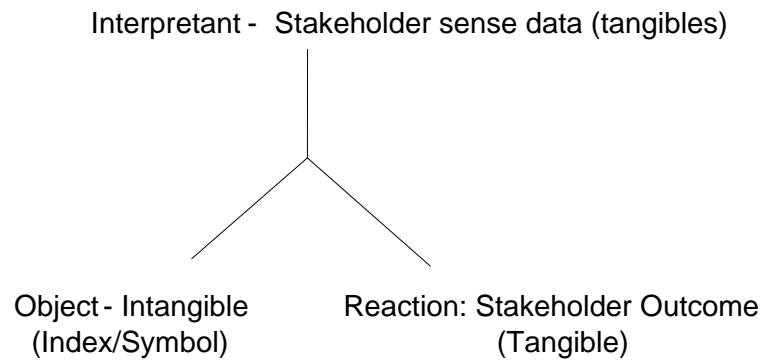 Interpretant - Stakeholder sense data (tangibles)
Object - Intangible
(Index/Symbol)
Reaction: Stakeholder Outcome
(Tangible)